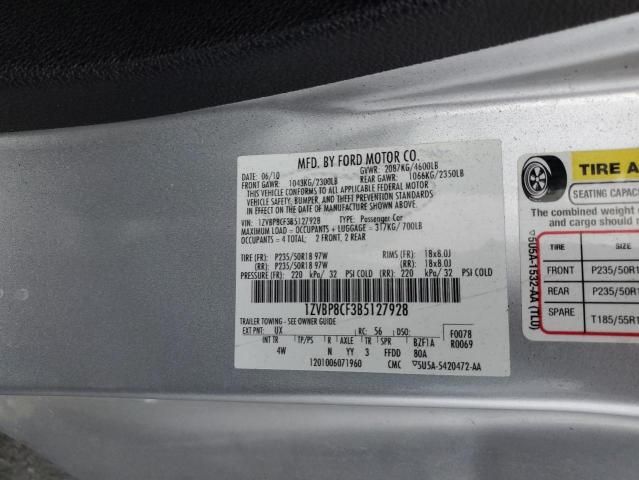 MFD. BY FORD MOTOR CO.
DATE: 06/10 GVWR: 2087KG/4600LB
FRONT GAWR: 1043KG/2300LB REAR GAWR: 1066KG/2350LB
THIS VEHICLE CONFORMS TO ALL APPLICABLE FEDERAL MOTOR
VEHICLE SAFETY, BUMPER, AND THEFT PREVENTION STANDARDS
IN EFFECT ON THE DATE OF MANUFACTURE SHOWN ABOVE.
VIN: 1ZVBP8CF3B5127928 TYPE: Passenger Car
MAXIMUM LOAD = OCCUPANTS + LUGGAGE = 317KG/ 700LB
OCCUPANTS = 4 TOTAL: 2 FRONT, 2 REAR
TIRE (FR): P235/50R18 97W RIMS (FR): 18x8.0J
(RR): P235/50R18 97W (RR): 18x8.0J
PRESSURE (FR): 220 kPa/ 32 PSI COLD (RR): 220 kPa/ 32 PSI COLD
1ZVBP8CF3B5127928
TRAILER TOWING - SEE OWNER GUIDE
EXT PNT: UX RC: 56 DSO: F0078
INT TR TP/PS R AXLE TR SPR BZF1A R0069
4W N YY 3 FFDD 80A
1201006071960 CMC ▽5U5A-5420472-AA
TIRE A
SEATING CAPAC
The combined weight
and cargo should
▽5U5A-1532-AA (TLU)
TIRE SIZE
FRONT P235/50R1
REAR P235/50R1
SPARE T185/55R1